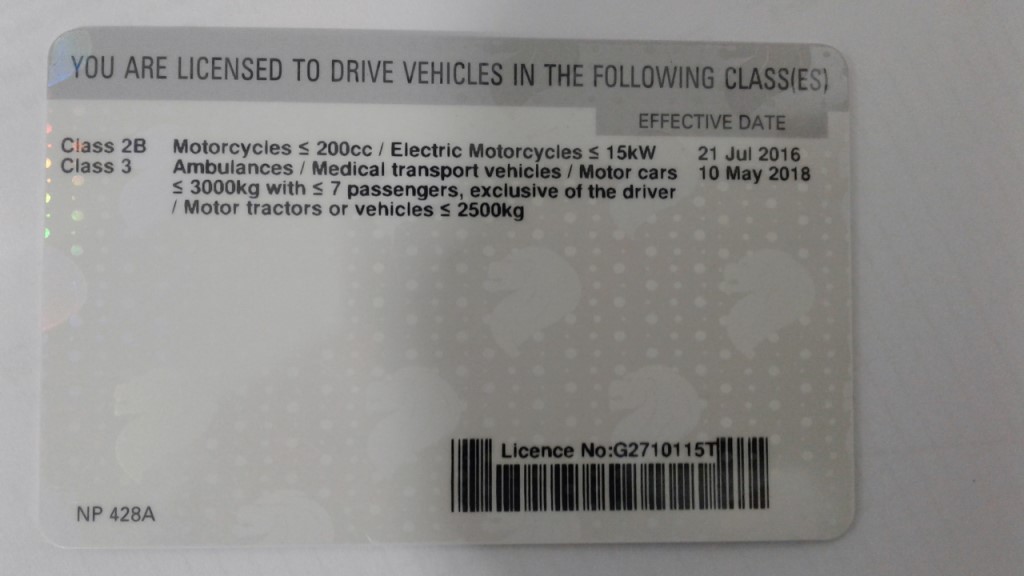 YOU ARE LICENSED TO DRIVE VEHICLES IN THE FOLLOWING CLASS(ES)
EFFECTIVE DATE
Class 2B Motorcycles ≤ 200cc / Electric Motorcycles ≤ 15kW 21 Jul 2016
Class 3 Ambulances / Medical transport vehicles / Motor cars 10 May 2018
≤ 3000kg with ≤ 7 passengers, exclusive of the driver
/ Motor tractors or vehicles ≤ 2500kg
Licence No:G2710115T
NP 428A